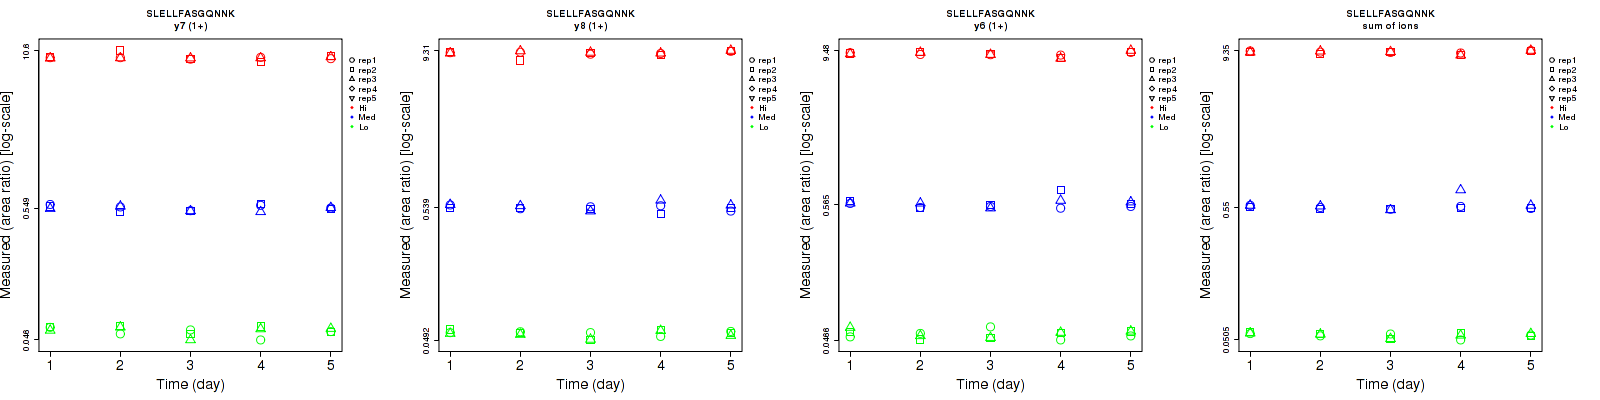 SLELLFASGQNNK
y7 (1+)
Measured (area ratio) [log-scale]
10.6
0.549
0.046
1 2 3 4 5
Time (day)
rep1
rep2
rep3
rep4
rep5
Hi
Med
Lo
SLELLFASGQNNK
y8 (1+)
Measured (area ratio) [log-scale]
9.31
0.539
0.0492
1 2 3 4 5
Time (day)
rep1
rep2
rep3
rep4
rep5
Hi
Med
Lo
SLELLFASGQNNK
y6 (1+)
Measured (area ratio) [log-scale]
9.48
0.565
0.0486
1 2 3 4 5
Time (day)
rep1
rep2
rep3
rep4
rep5
Hi
Med
Lo
SLELLFASGQNNK
sum of ions
Measured (area ratio) [log-scale]
9.35
0.55
0.0505
1 2 3 4 5
Time (day)
rep1
rep2
rep3
rep4
rep5
Hi
Med
Lo